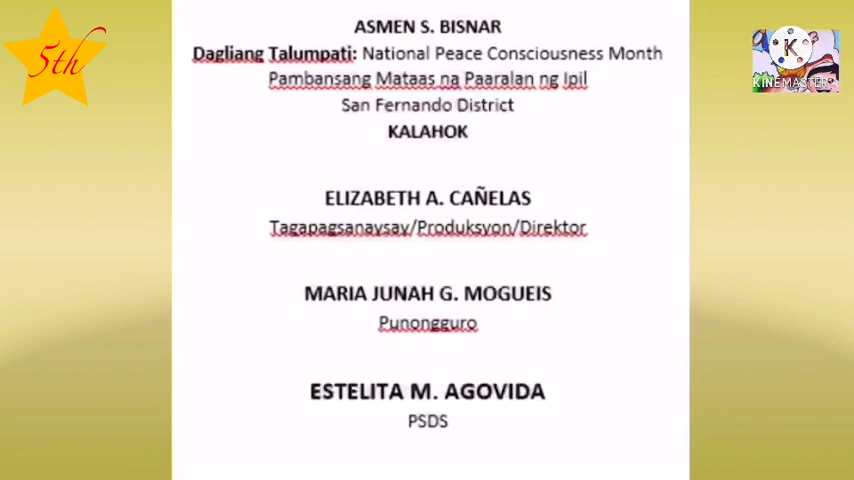 5th
ASMEN S. BISNAR
Dagliang Talumpati: National Peace Consciousness Month
Pambansang Mataas na Paaralan ng Ipil
San Fernando District
KALAHOK
ELIZABETH A. CAÑELAS
Tagapagsanaysay/Produksyon/Direktor
MARIA JUNAH G. MOGUEIS
Punongguro
ESTELITA M. AGOVIDA
PSDS
K
KINEMASTER